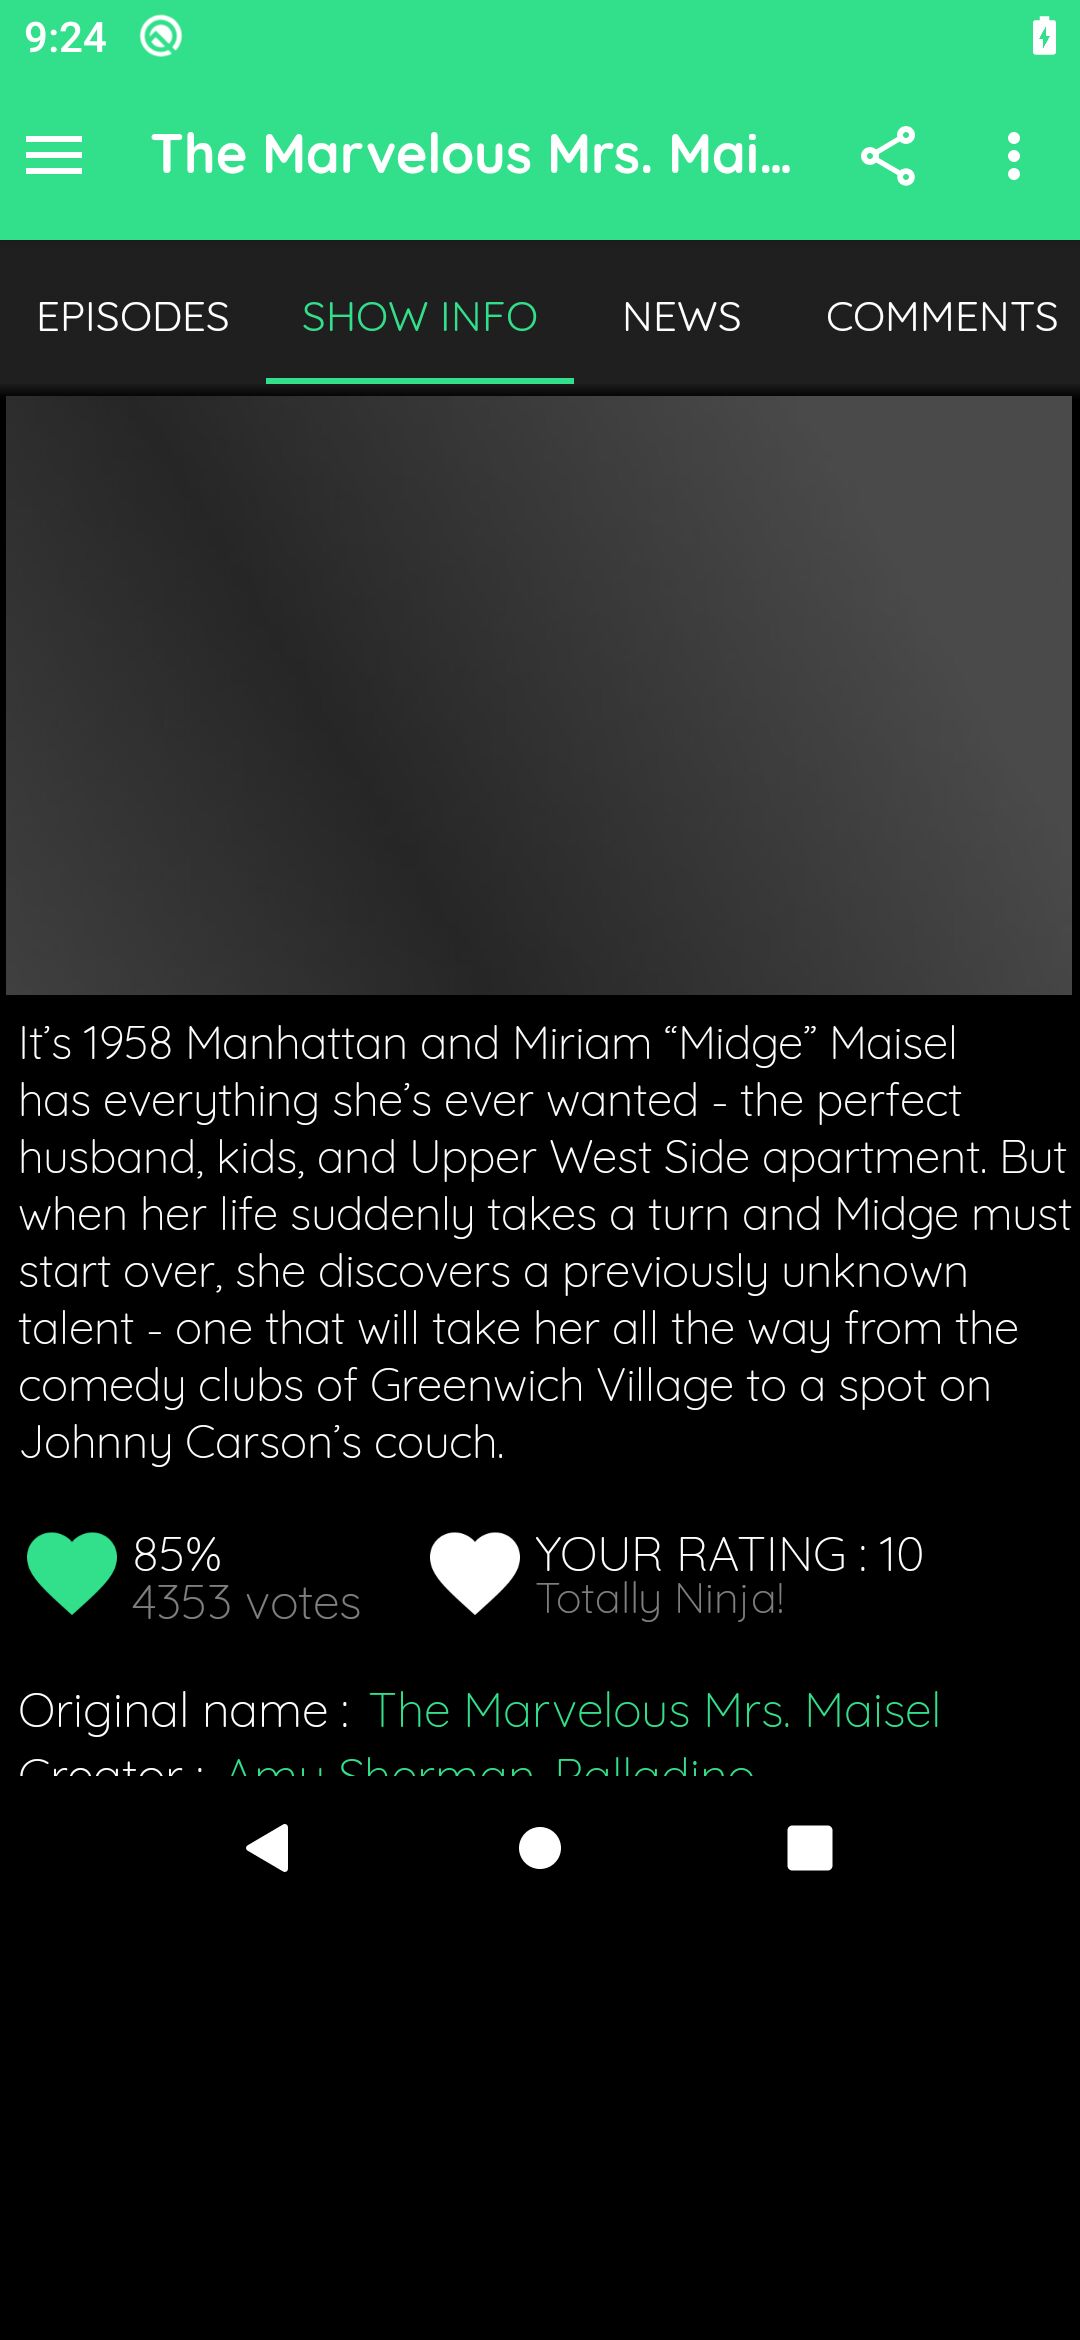 9:24
The Marvelous Mrs. Mai...
EPISODES SHOW INFO NEWS COMMENTS
It’s 1958 Manhattan and Miriam “Midge” Maisel
has everything she’s ever wanted - the perfect
husband, kids, and Upper West Side apartment. But
when her life suddenly takes a turn and Midge must
start over, she discovers a previously unknown
talent - one that will take her all the way from the
comedy clubs of Greenwich Village to a spot on
Johnny Carson’s couch.
85%
4353 votes
YOUR RATING : 10
Totally Ninja!
Original name : The Marvelous Mrs. Maisel
Creator : Amy Sherman-Palladino